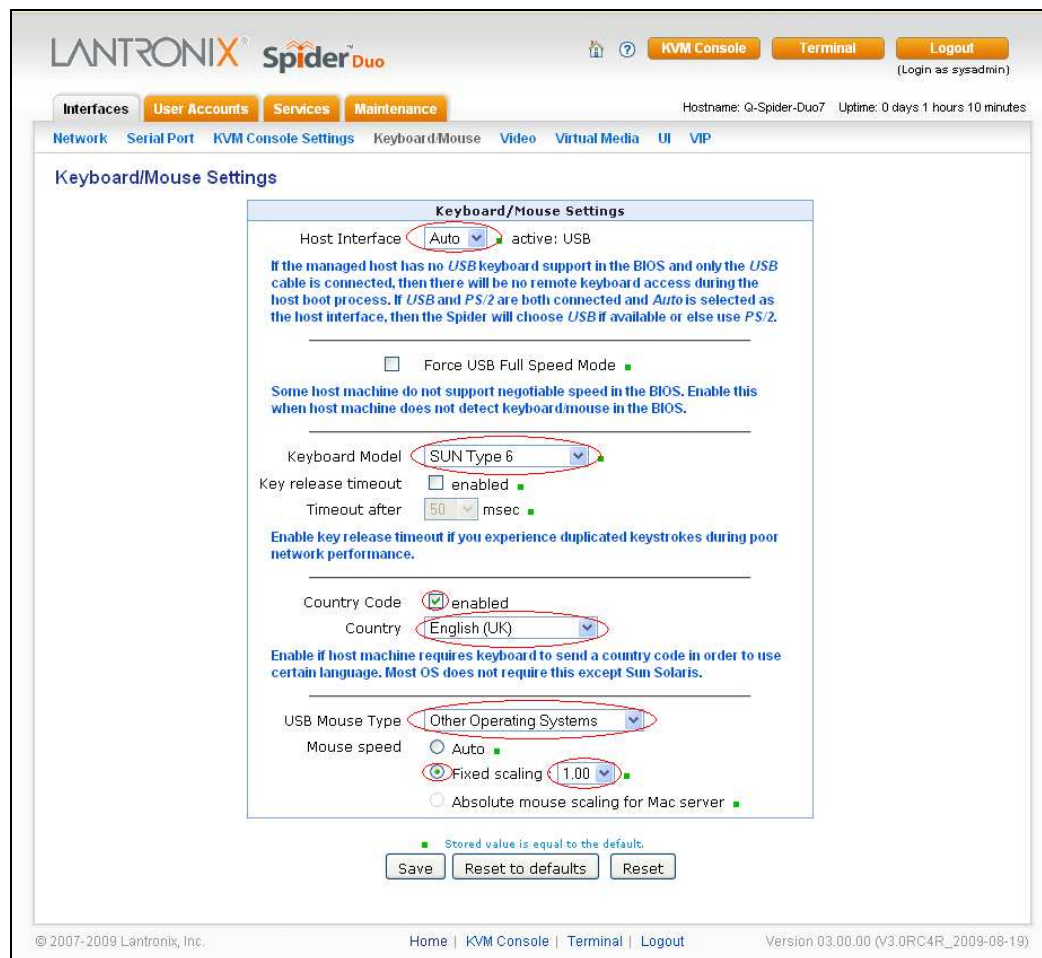 LANTRONIX® Spider™ Duo
KVM Console Terminal Logout
(Login as sysadmin)
Interfaces User Accounts Services Maintenance
Hostname: Q-Spider-Duo7 Uptime: 0 days 1 hours 10 minutes
Network Serial Port KVM Console Settings Keyboard/Mouse Video Virtual Media UI VIP
Keyboard/Mouse Settings
Keyboard/Mouse Settings
Host Interface Auto active: USB
If the managed host has no USB keyboard support in the BIOS and only the USB
cable is connected, then there will be no remote keyboard access during the
host boot process. If USB and PS/2 are both connected and Auto is selected as
the host interface, then the Spider will choose USB if available or else use PS/2.
Force USB Full Speed Mode
Some host machine do not support negotiable speed in the BIOS. Enable this
when host machine does not detect keyboard/mouse in the BIOS.
Keyboard Model SUN Type 6
Key release timeout enabled
Timeout after 50 msec
Enable key release timeout if you experience duplicated keystrokes during poor
network performance.
Country Code enabled
Country English (UK)
Enable if host machine requires keyboard to send a country code in order to use
certain language. Most OS does not require this except Sun Solaris.
USB Mouse Type Other Operating Systems
Mouse speed Auto
Fixed scaling : 1.00
Absolute mouse scaling for Mac server
Stored value is equal to the default.
Save Reset to defaults Reset
© 2007-2009 Lantronix, Inc. Home | KVM Console | Terminal | Logout Version 03.00.00 (V3.0RC4R_2009-08-19)